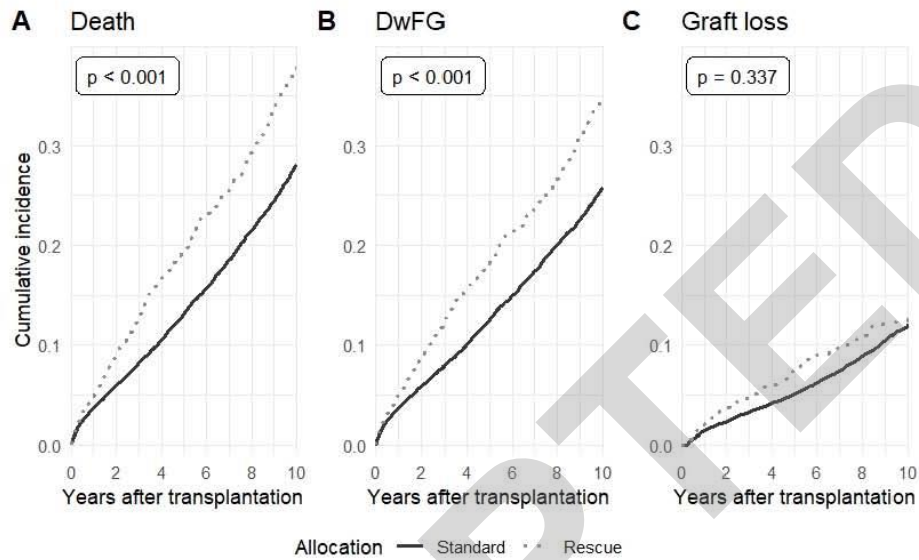 A Death
B DwFG
C Graft loss
p < 0.001
p < 0.001
p = 0.337
Cumulative incidence
0.3
0.2
0.1
0.0
0 2 4 6 8 10
Years after transplantation
0.3
0.2
0.1
0.0
0 2 4 6 8 10
Years after transplantation
0.3
0.2
0.1
0.0
0 2 4 6 8 10
Years after transplantation
Allocation Standard Rescue
PTED